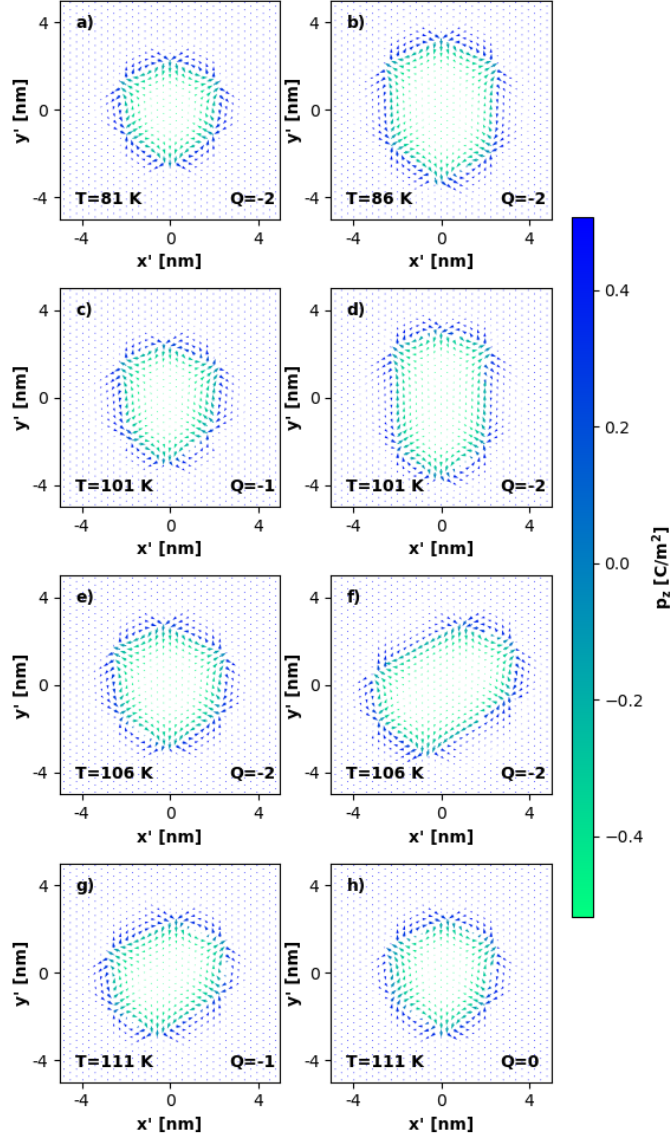 a)
b)
4
0
-4
y' [nm]
T=81 K
Q=-2
-4
0
4
x' [nm]
4
0
-4
y' [nm]
T=86 K
Q=-2
-4
0
4
x' [nm]
c)
d)
4
0
-4
y' [nm]
T=101 K
Q=-1
-4
0
4
x' [nm]
4
0
-4
y' [nm]
T=101 K
Q=-2
-4
0
4
x' [nm]
e)
f)
4
0
-4
y' [nm]
T=106 K
Q=-2
-4
0
4
x' [nm]
4
0
-4
y' [nm]
T=106 K
Q=-2
-4
0
4
x' [nm]
g)
h)
4
0
-4
y' [nm]
T=111 K
Q=-1
-4
0
4
x' [nm]
4
0
-4
y' [nm]
T=111 K
Q=0
-4
0
4
x' [nm]
0.4
0.2
0.0
−0.2
−0.4
p_z [C/m²]